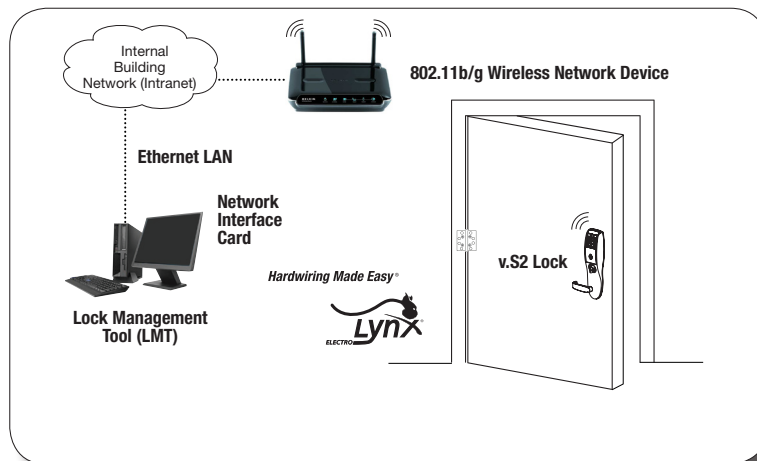 Internal
Building
Network (Intranet)
802.11b/g Wireless Network Device
Ethernet LAN
Network
Interface
Card
Lock Management
Tool (LMT)
Hardwiring Made Easy®
ELECTRO Lynx®
v.S2 Lock